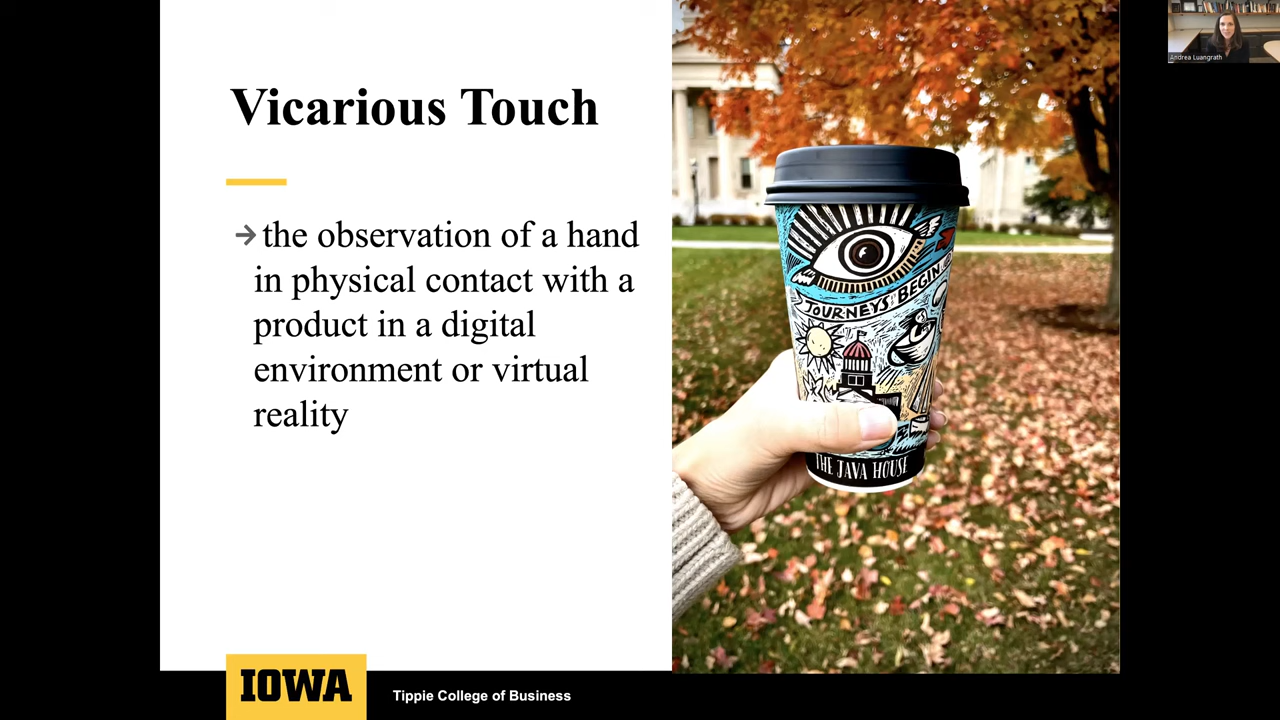 Vicarious Touch
→ the observation of a hand
in physical contact with a
product in a digital
environment or virtual
reality
JOURNEYS BEGIN @
THE JAVA HOUSE
IOWA
Tippie College of Business
Andrea Luangrath